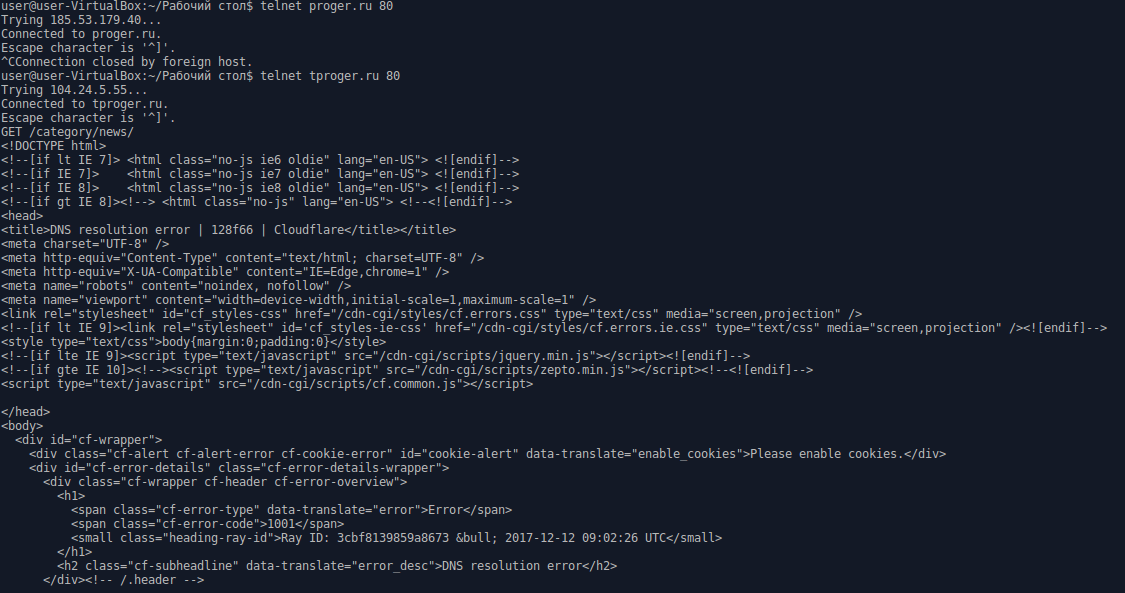 user@user-VirtualBox:~/Рабочий стол$ telnet proger.ru 80
Trying 185.53.179.40...
Connected to proger.ru.
Escape character is '^]'.
^CConnection closed by foreign host.
user@user-VirtualBox:~/Рабочий стол$ telnet tproger.ru 80
Trying 104.24.5.55...
Connected to tproger.ru.
Escape character is '^]'.
GET /category/news/
<!DOCTYPE html>
<!--[if lt IE 7]> <html class="no-js ie6 oldie" lang="en-US"> <![endif]-->
<!--[if IE 7]>    <html class="no-js ie7 oldie" lang="en-US"> <![endif]-->
<!--[if IE 8]>    <html class="no-js ie8 oldie" lang="en-US"> <![endif]-->
<!--[if gt IE 8]><!--> <html class="no-js" lang="en-US"> <!--<![endif]-->
<head>
<title>DNS resolution error | 128f66 | Cloudflare</title></title>
<meta charset="UTF-8" />
<meta http-equiv="Content-Type" content="text/html; charset=UTF-8" />
<meta http-equiv="X-UA-Compatible" content="IE=Edge,chrome=1" />
<meta name="robots" content="noindex, nofollow" />
<meta name="viewport" content="width=device-width,initial-scale=1,maximum-scale=1" />
<link rel="stylesheet" id="cf_styles-css" href="/cdn-cgi/styles/cf.errors.css" type="text/css" media="screen,projection" />
<!--[if lt IE 9]><link rel="stylesheet" id='cf_styles-ie-css' href="/cdn-cgi/styles/cf.errors.ie.css" type="text/css" media="screen,projection" /><![endif]-->
<style type="text/css">body{margin:0;padding:0}</style>
<!--[if lte IE 9]><script type="text/javascript" src="/cdn-cgi/scripts/jquery.min.js"></script><![endif]-->
<!--[if gte IE 10]><!--><script type="text/javascript" src="/cdn-cgi/scripts/zepto.min.js"></script><!--<![endif]-->
<script type="text/javascript" src="/cdn-cgi/scripts/cf.common.js"></script>

</head>
<body>
  <div id="cf-wrapper">
    <div class="cf-alert cf-alert-error cf-cookie-error" id="cookie-alert" data-translate="enable_cookies">Please enable cookies.</div>
    <div id="cf-error-details" class="cf-error-details-wrapper">
      <div class="cf-wrapper cf-header cf-error-overview">
        <h1>
          <span class="cf-error-type" data-translate="error">Error</span>
          <span class="cf-error-code">1001</span>
          <small class="heading-ray-id">Ray ID: 3cbf8139859a8673 &bull; 2017-12-12 09:02:26 UTC</small>
        </h1>
        <h2 class="cf-subheadline" data-translate="error_desc">DNS resolution error</h2>
      </div><!-- /.header -->